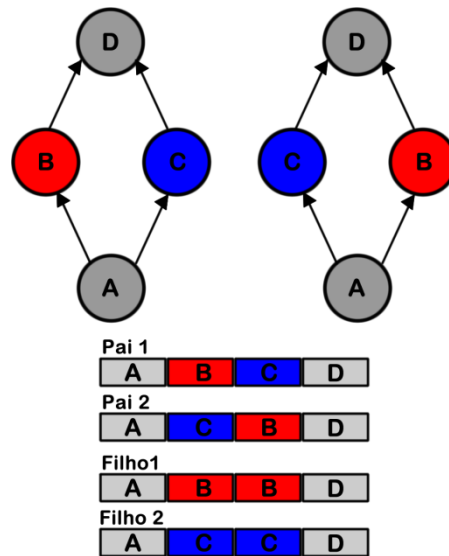 D D
B C C B
A A
Pai 1
A B C D
Pai 2
A C B D
Filho1
A B B D
Filho 2
A C C D